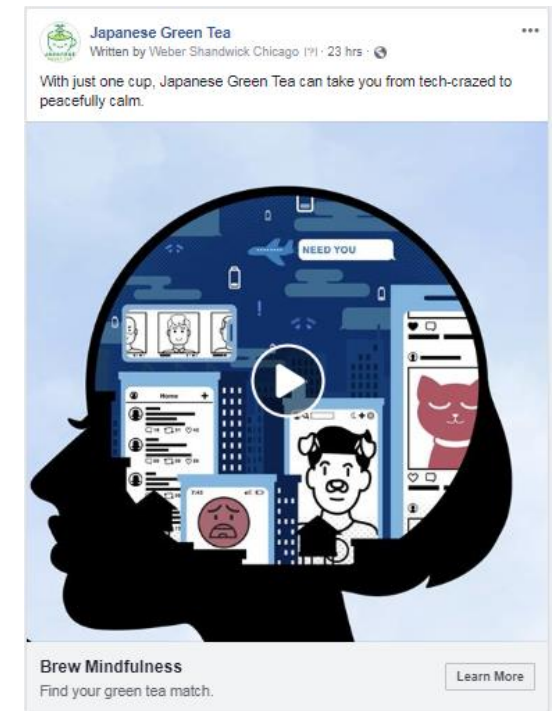 Japanese Green Tea
Written by Weber Shandwick Chicago [?] · 23 hrs ·
With just one cup, Japanese Green Tea can take you from tech-crazed to
peacefully calm.
NEED YOU
Home
7:43
Brew Mindfulness
Find your green tea match.
Learn More